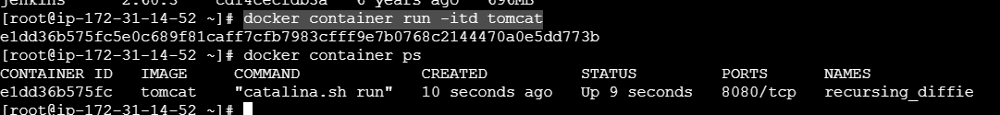 jenkins 2.60.3 cd14cecfdb3a 6 years ago 696MB
[root@ip-172-31-14-52 ~]# docker container run -itd tomcat
e1dd36b575fc5e0c689f81caff7cfb7983cfff9e7b0768c2144470a0e5dd773b
[root@ip-172-31-14-52 ~]# docker container ps
CONTAINER ID IMAGE COMMAND CREATED STATUS PORTS NAMES
e1dd36b575fc tomcat "catalina.sh run" 10 seconds ago Up 9 seconds 8080/tcp recursing_diffie
[root@ip-172-31-14-52 ~]#